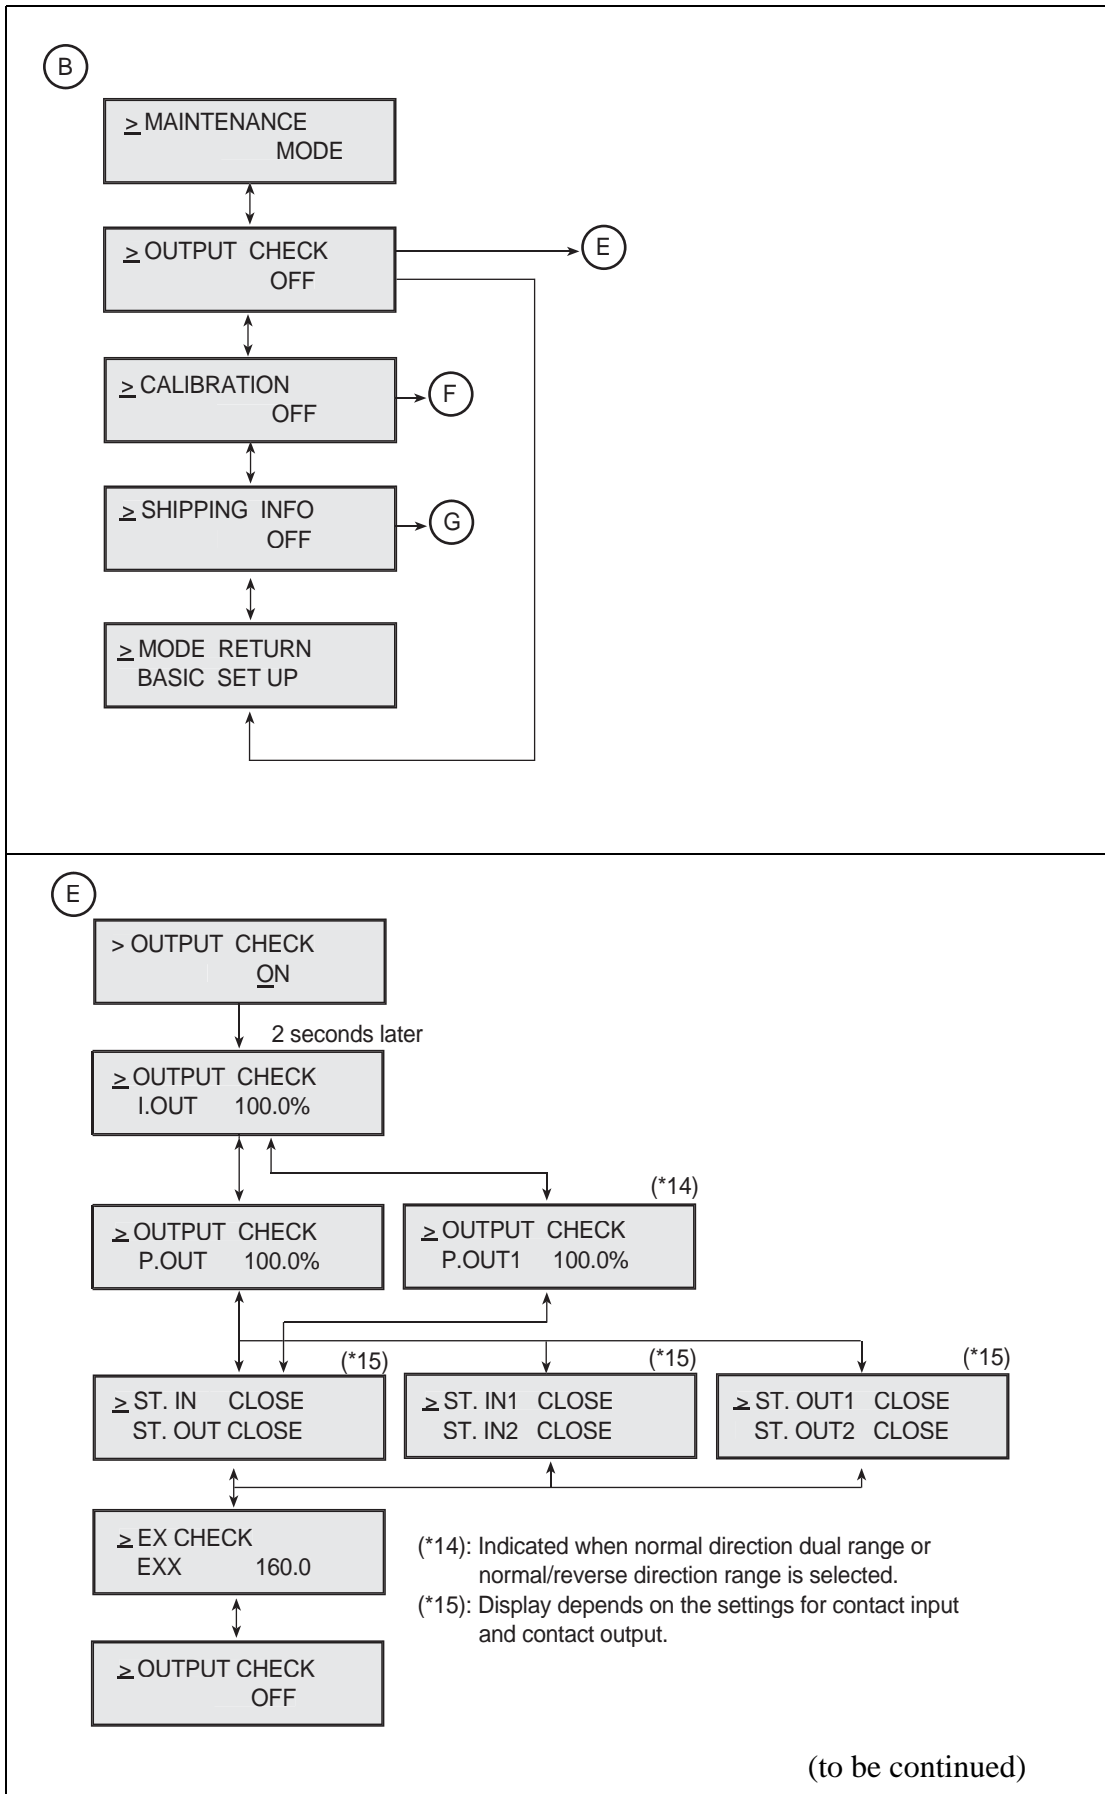 B
> MAINTENANCE
MODE
> OUTPUT CHECK
OFF
E
> CALIBRATION
OFF
F
> SHIPPING INFO
OFF
G
> MODE RETURN
BASIC SET UP
E
> OUTPUT CHECK
ON
2 seconds later
> OUTPUT CHECK
I.OUT 100.0%
> OUTPUT CHECK
P.OUT 100.0%
(*14)
> OUTPUT CHECK
P.OUT1 100.0%
(*15)
> ST. IN CLOSE
ST. OUT CLOSE
(*15)
> ST. IN1 CLOSE
ST. IN2 CLOSE
(*15)
> ST. OUT1 CLOSE
ST. OUT2 CLOSE
> EX CHECK
EXX 160.0
(*14): Indicated when normal direction dual range or
normal/reverse direction range is selected.
(*15): Display depends on the settings for contact input
and contact output.
> OUTPUT CHECK
OFF
(to be continued)